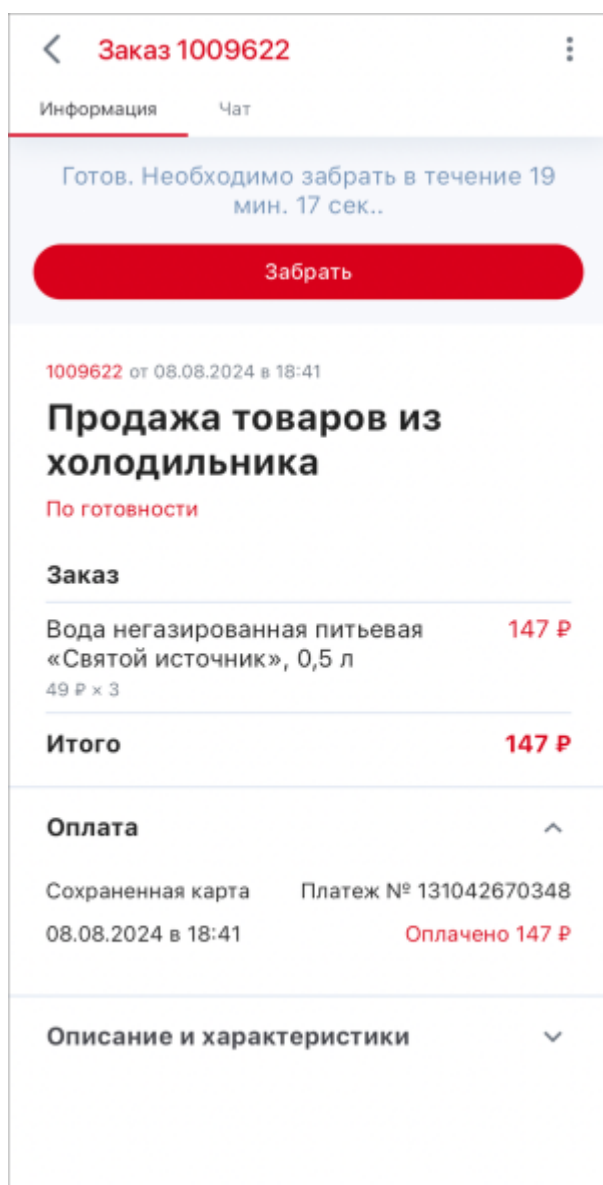 Заказ 1009622
Информация Чат
Готов. Необходимо забрать в течение 19
мин. 17 сек..
Забрать
1009622 от 08.08.2024 в 18:41
Продажа товаров из
холодильника
По готовности
Заказ
Вода негазированная питьевая 147 ₽
«Святой источник», 0,5 л
49 ₽ × 3
Итого 147 ₽
Оплата
Сохраненная карта Платеж № 131042670348
08.08.2024 в 18:41 Оплачено 147 ₽
Описание и характеристики